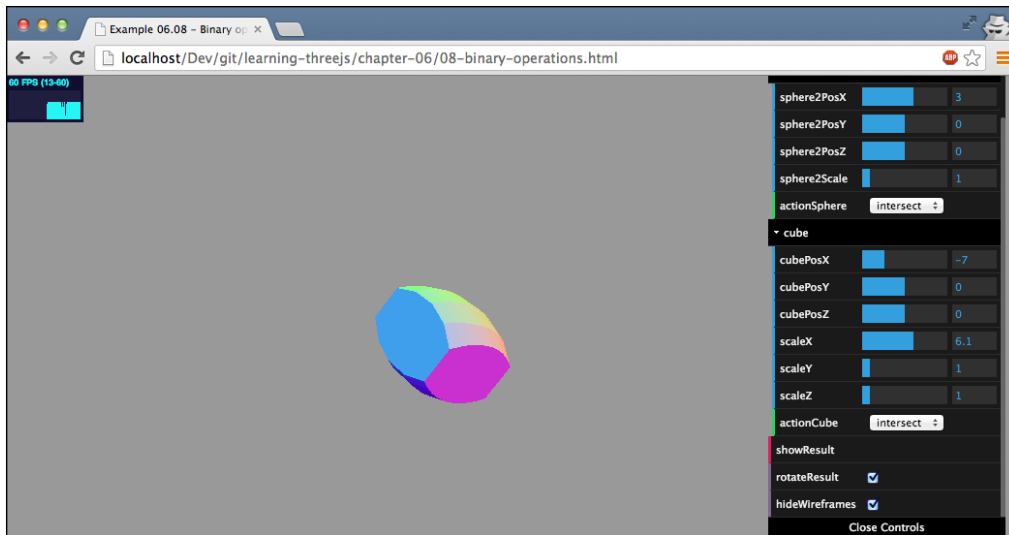 Example 06.08 – Binary op
localhost/Dev/git/learning-threejs/chapter-06/08-binary-operations.html
ABP
60 FPS (13-60)
sphere2PosX 3
sphere2PosY 0
sphere2PosZ 0
sphere2Scale 1
actionSphere intersect
cube
cubePosX −7
cubePosY 0
cubePosZ 0
scaleX 6.1
scaleY 1
scaleZ 1
actionCube intersect
showResult
rotateResult
hideWireframes
Close Controls